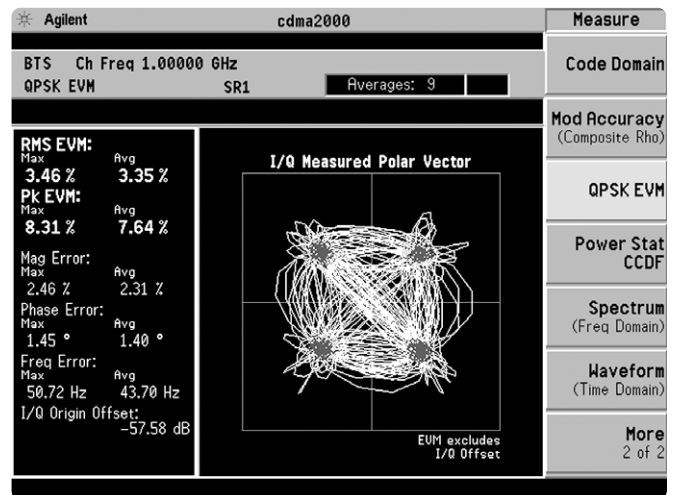 Agilent cdma2000 Measure
BTS Ch Freq 1.00000 GHz
QPSK EVM SR1 Averages: 9
RMS EVM:
Max Avg
3.46 % 3.35 %
Pk EVM:
Max Avg
8.31 % 7.64 %
Mag Error:
Max Avg
2.46 % 2.31 %
Phase Error:
Max Avg
1.45 ° 1.40 °
Freq Error:
Max Avg
50.72 Hz 43.70 Hz
I/Q Origin Offset:
-57.58 dB
I/Q Measured Polar Vector
EVM excludes
I/Q Offset
Code Domain
Mod Accuracy
(Composite Rho)
QPSK EVM
Power Stat
CCDF
Spectrum
(Freq Domain)
Waveform
(Time Domain)
More
2 of 2